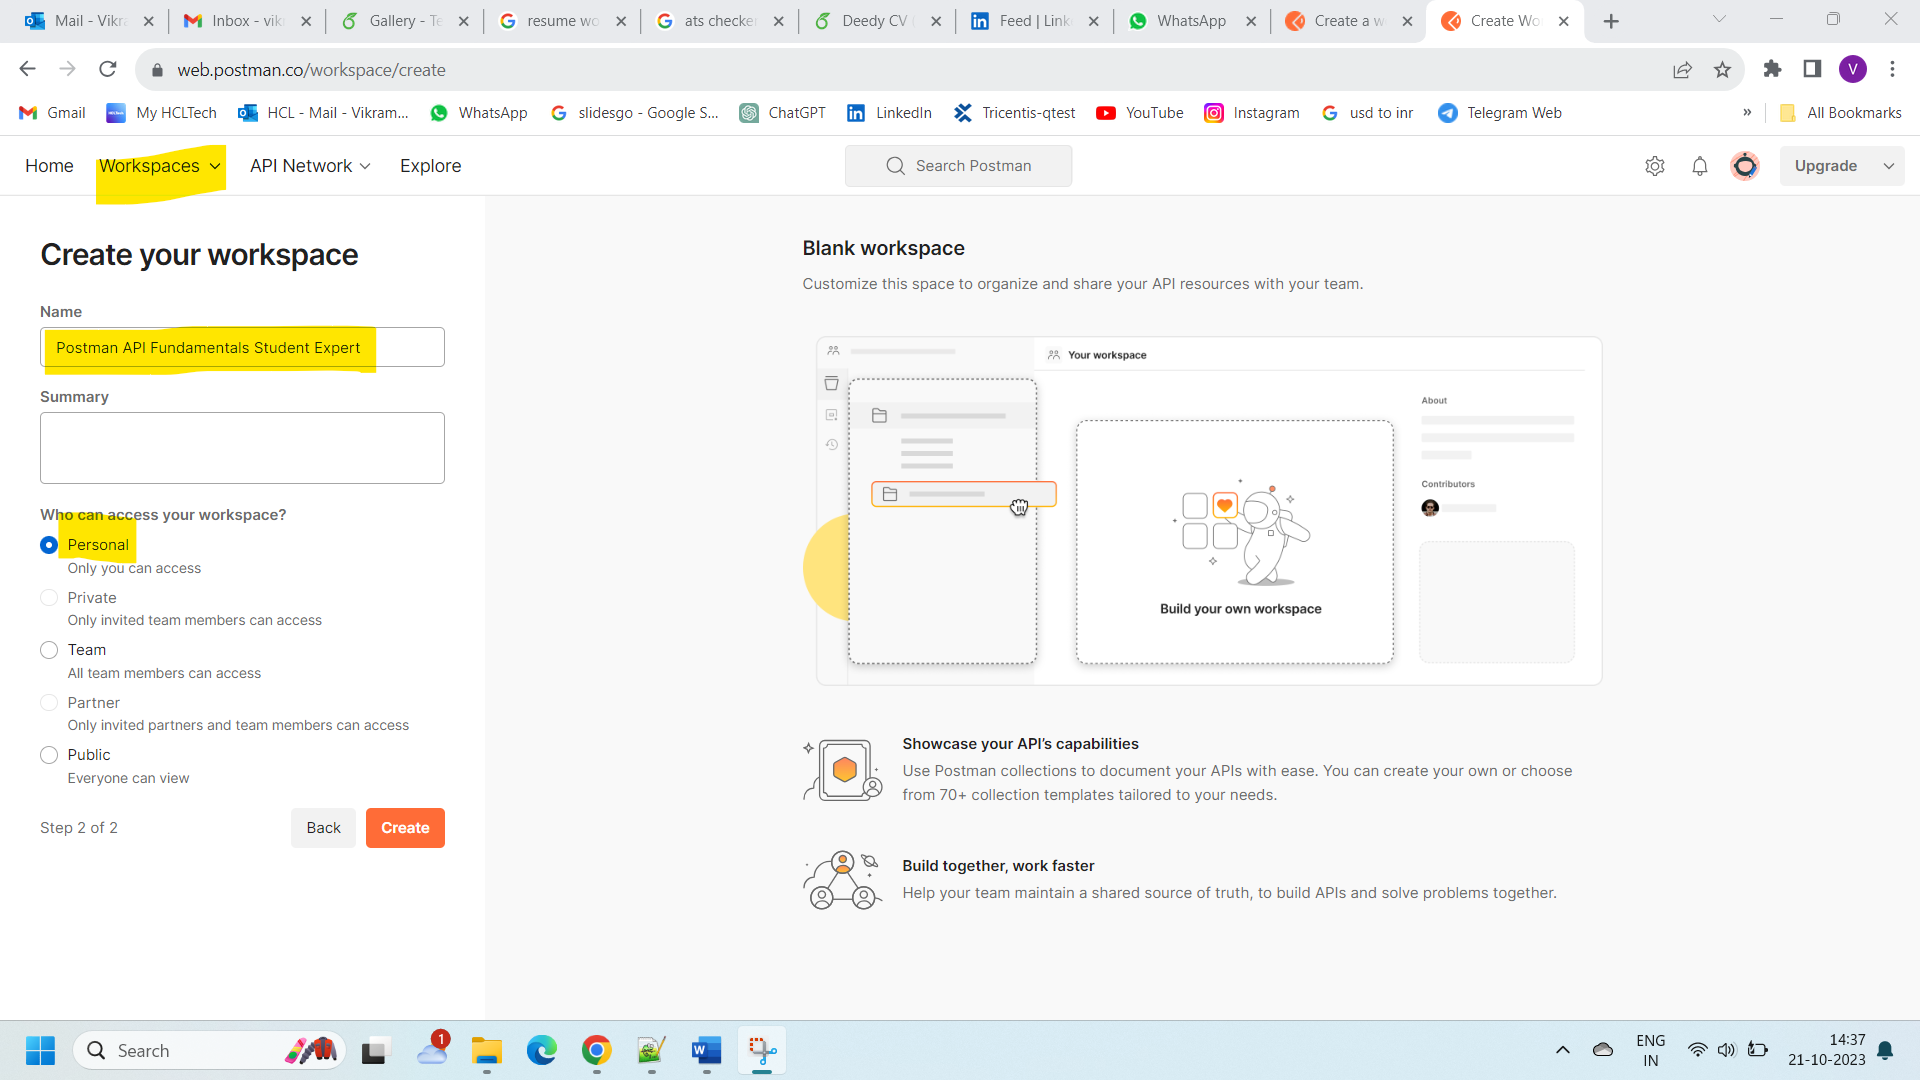 Mail - Vikra
Inbox - vik
Gallery - Te
resume wo
ats checke
Deedy CV (
Feed | Link
WhatsApp
Create a w
Create Wo
web.postman.co/workspace/create
V
Gmail
My HCLTech
HCL - Mail - Vikram...
WhatsApp
slidesgo - Google S...
ChatGPT
LinkedIn
Tricentis-qtest
YouTube
Instagram
usd to inr
Telegram Web
»
All Bookmarks
Home
Workspaces
API Network
Explore
Search Postman
Upgrade
Create your workspace
Name
Postman API Fundamentals Student Expert
Summary
Who can access your workspace?
Personal
Only you can access
Private
Only invited team members can access
Team
All team members can access
Partner
Only invited partners and team members can access
Public
Everyone can view
Step 2 of 2
Back
Create
Blank workspace
Customize this space to organize and share your API resources with your team.
Your workspace
About
Contributors
Build your own workspace
Showcase your API's capabilities
Use Postman collections to document your APIs with ease. You can create your own or choose
from 70+ collection templates tailored to your needs.
Build together, work faster
Help your team maintain a shared source of truth, to build APIs and solve problems together.
Search
1
ENG
IN
14:37
21-10-2023